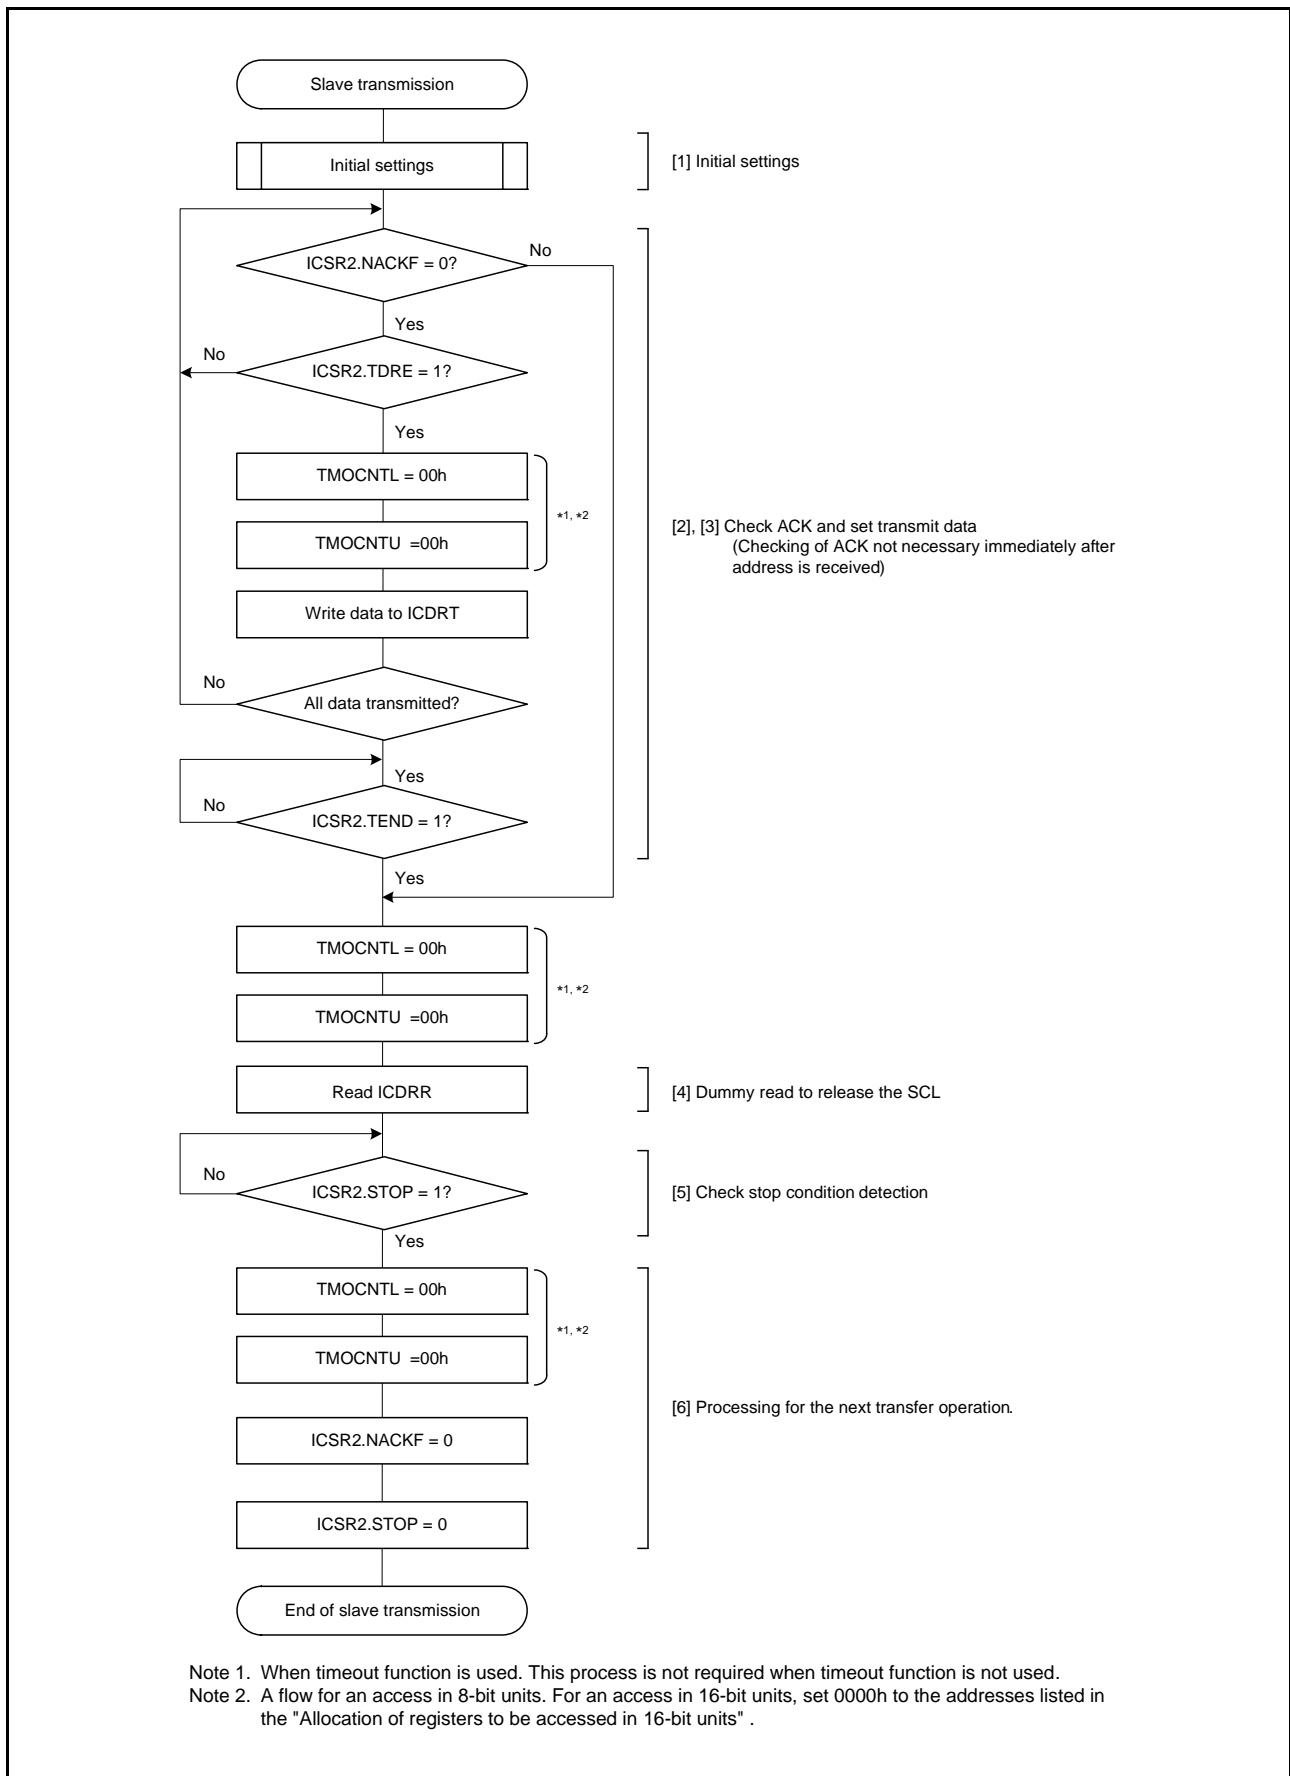 Slave transmission
Initial settings
[1] Initial settings
ICSR2.NACKF = 0?
No
Yes
No
ICSR2.TDRE = 1?
Yes
TMOCNTL = 00h
*1, *2
TMOCNTU =00h
[2], [3] Check ACK and set transmit data
(Checking of ACK not necessary immediately after
address is received)
Write data to ICDRT
No
All data transmitted?
Yes
No
ICSR2.TEND = 1?
Yes
TMOCNTL = 00h
*1, *2
TMOCNTU =00h
Read ICDRR
[4] Dummy read to release the SCL
No
ICSR2.STOP = 1?
[5] Check stop condition detection
Yes
TMOCNTL = 00h
*1, *2
TMOCNTU =00h
[6] Processing for the next transfer operation.
ICSR2.NACKF = 0
ICSR2.STOP = 0
End of slave transmission
Note 1. When timeout function is used. This process is not required when timeout function is not used.
Note 2. A flow for an access in 8-bit units. For an access in 16-bit units, set 0000h to the addresses listed in
the "Allocation of registers to be accessed in 16-bit units" .